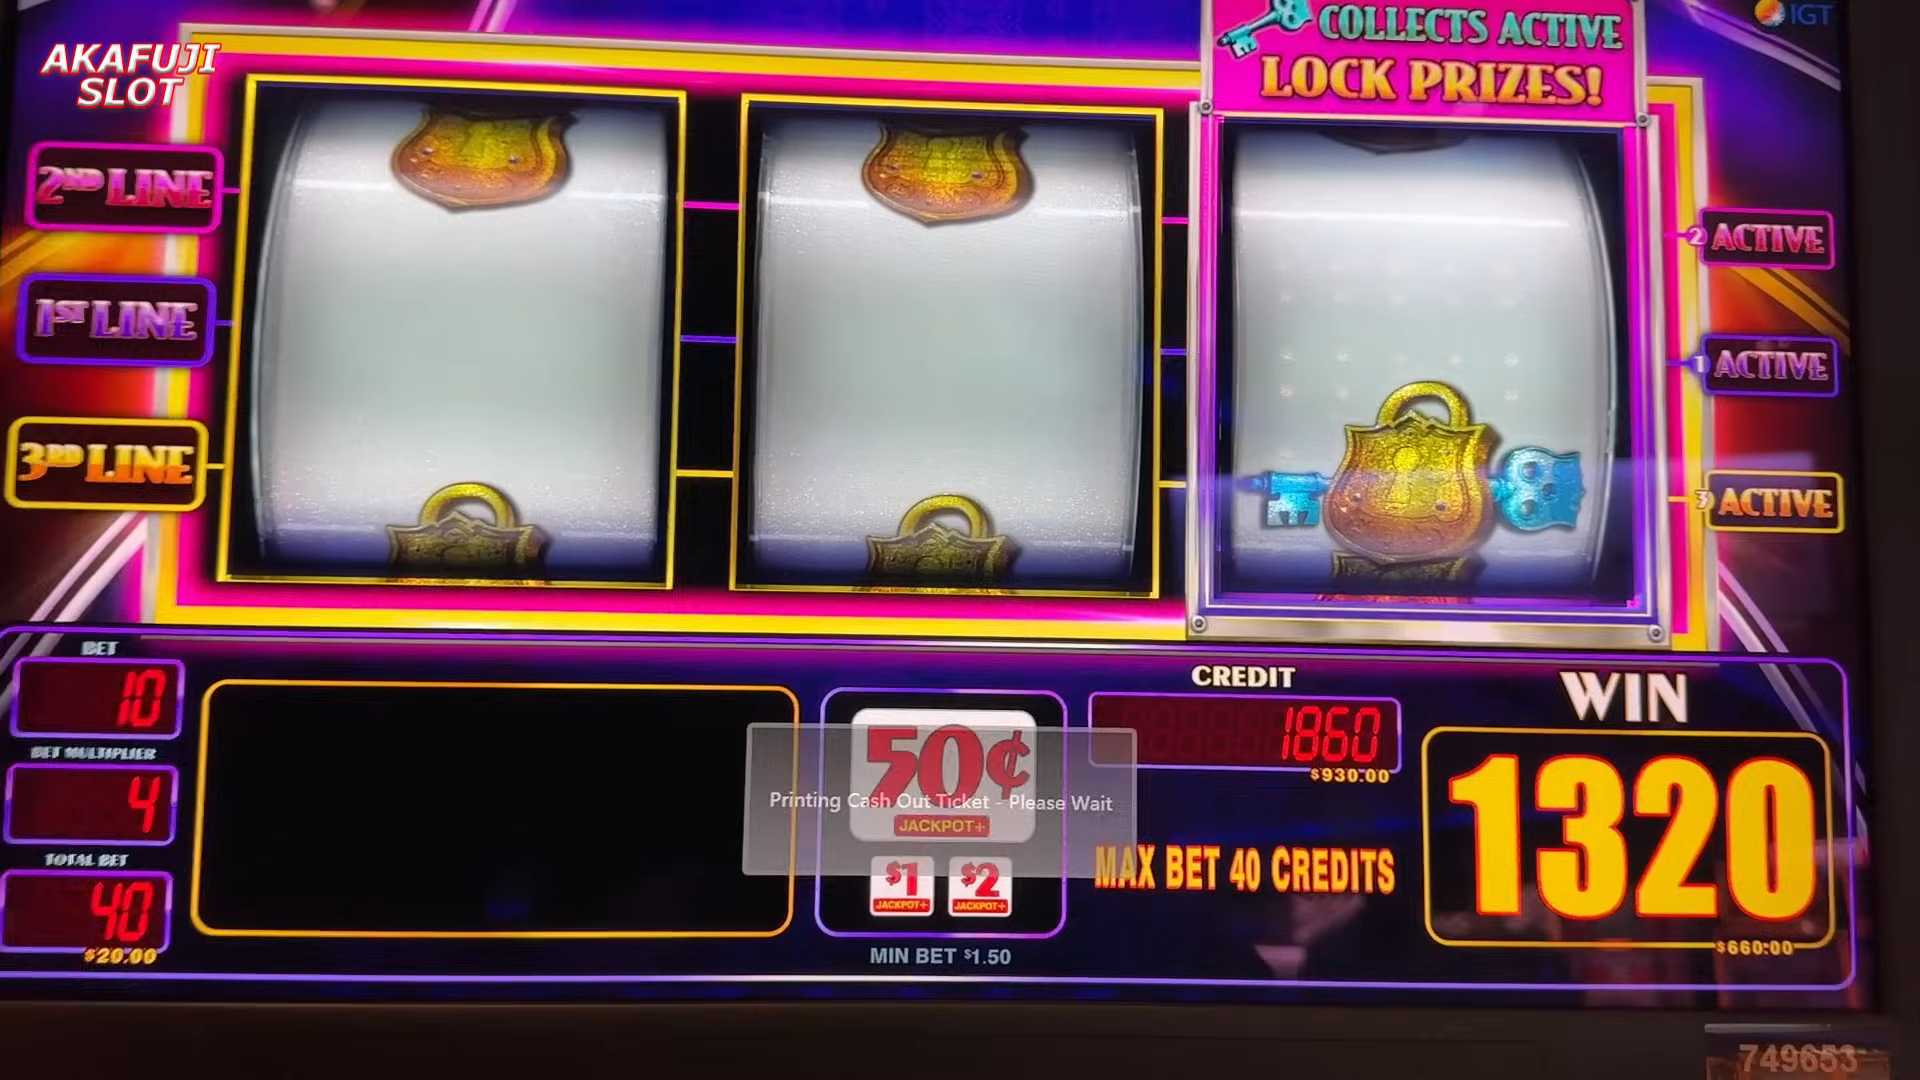 AKAFUJI
SLOT
COLLECTS ACTIVE
LOCK PRIZES!
IGT
2ND LINE
1ST LINE
3RD LINE
2 ACTIVE
1 ACTIVE
3 ACTIVE
BET
10
BET MULTIPLIER
4
TOTAL BET
40
$20.00
50¢
JACKPOT+
Printing Cash Out Ticket - Please Wait
$1
JACKPOT+
$2
JACKPOT+
MIN BET $1.50
CREDIT
1860
$930.00
MAX BET 40 CREDITS
WIN
1320
$660.00
749653